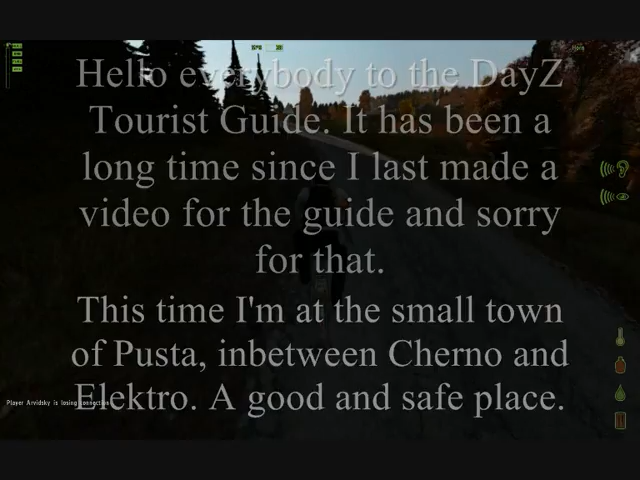 Hello everybody to the DayZ
Tourist Guide. It has been a
long time since I last made a
video for the guide and sorry
for that.
This time I'm at the small town
of Pusta, inbetween Cherno and
Elektro. A good and safe place.
Player Arvidsky is losing connection